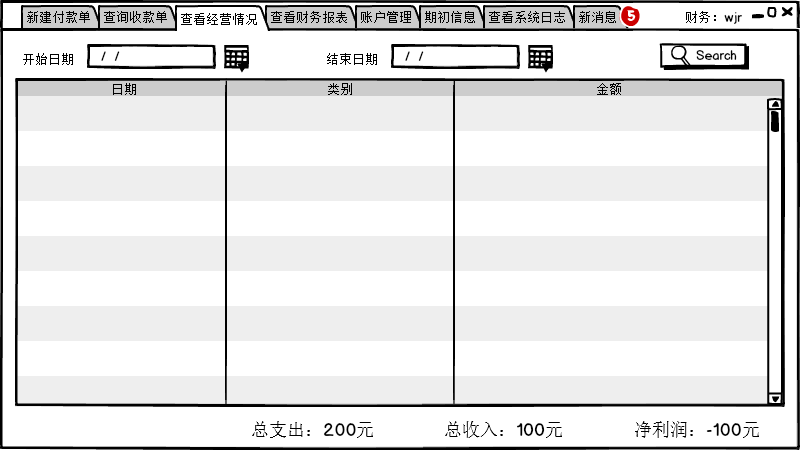 新建付款单 查询收款单 查看经营情况 查看财务报表 账户管理 期初信息 查看系统日志 新消息 5 财务：wjr
开始日期 / / 结束日期 / / Search
日期 类别 金额
总支出：200元 总收入：100元 净利润：-100元